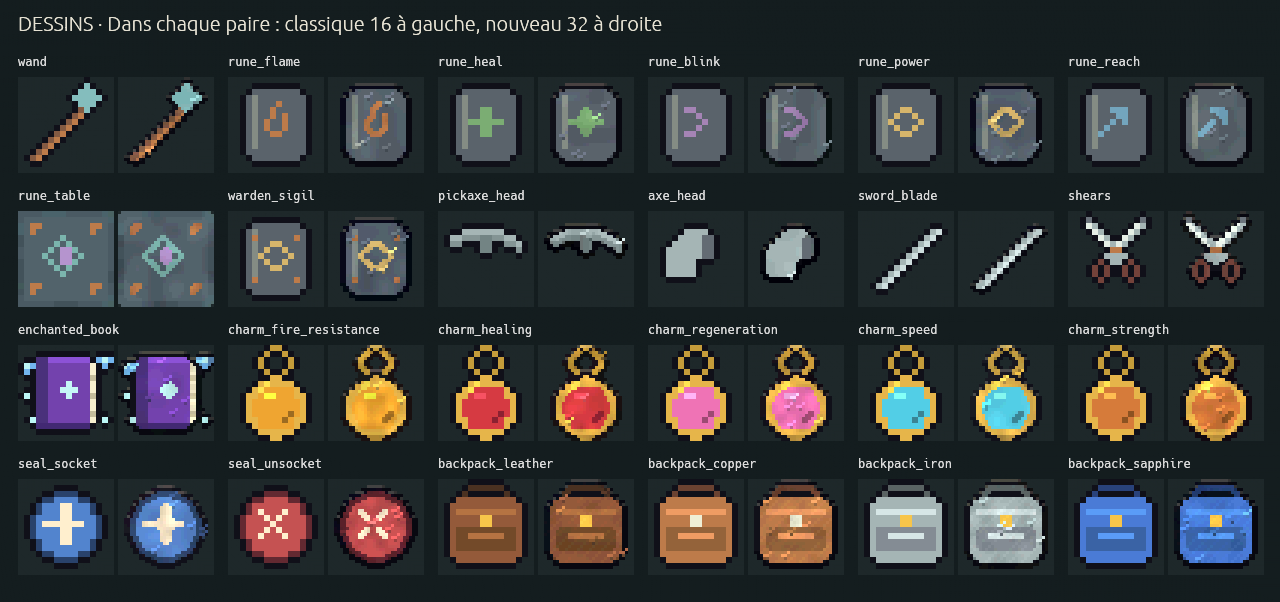 DESSINS · Dans chaque paire : classique 16 à gauche, nouveau 32 à droite
wand
rune_flame
rune_heal
rune_blink
rune_power
rune_reach
rune_table
warden_sigil
pickaxe_head
axe_head
sword_blade
shears
enchanted_book
charm_fire_resistance
charm_healing
charm_regeneration
charm_speed
charm_strength
seal_socket
seal_unsocket
backpack_leather
backpack_copper
backpack_iron
backpack_sapphire